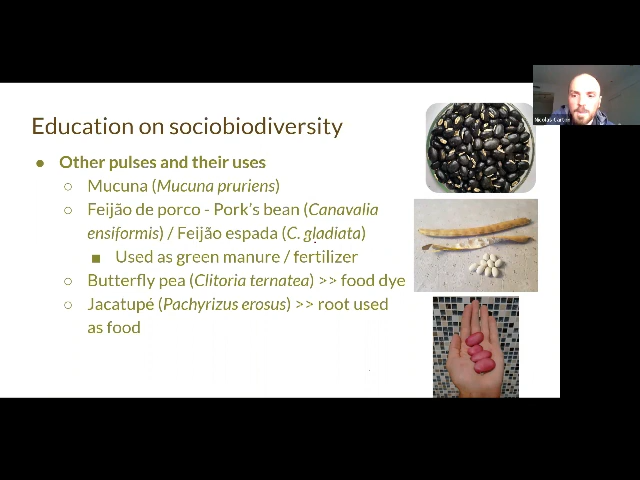 Education on sociobiodiversity
● Other pulses and their uses
○ Mucuna (Mucuna pruriens)
○ Feijão de porco - Pork's bean (Canavalia
ensiformis) / Feijão espada (C. gladiata)
■ Used as green manure / fertilizer
○ Butterfly pea (Clitoria ternatea) >> food dye
○ Jacatupé (Pachyrizus erosus) >> root used
as food